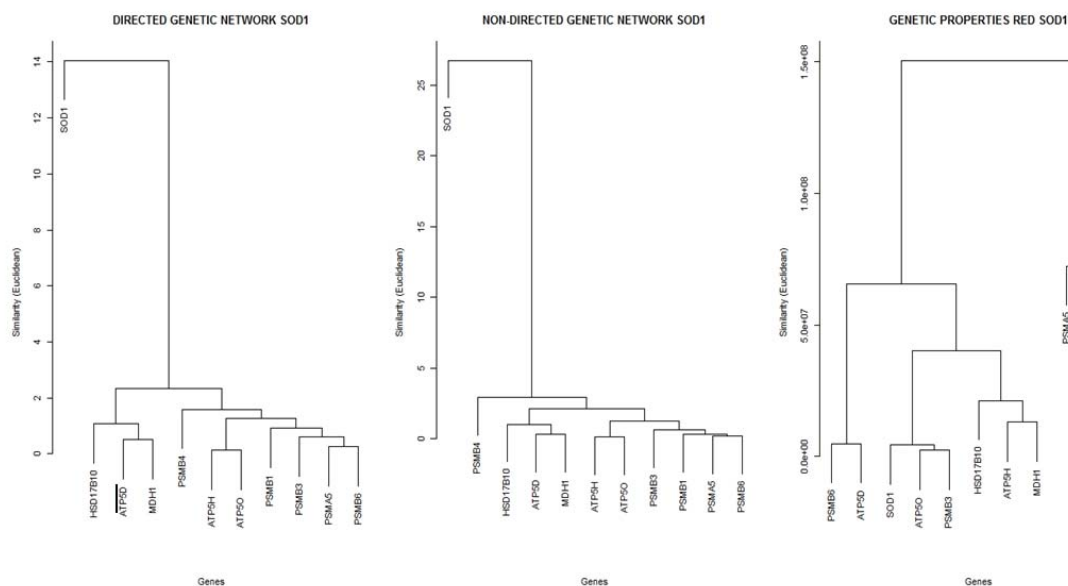 DIRECTED GENETIC NETWORK SOD1
14
12
10
8
6
4
2
0
Similarity (Euclidean)
SOD1
HSD17B10
ATP5D
MDH1
PSMB4
ATP5H
ATP5O
PSMB1
PSMB3
PSMA5
PSMB6
Genes
NON-DIRECTED GENETIC NETWORK SOD1
25
20
15
10
5
0
Similarity (Euclidean)
SOD1
PSMB4
HSD17B10
ATP5D
MDH1
ATP5H
ATP5O
PSMB3
PSMB1
PSMA5
PSMB6
Genes
GENETIC PROPERTIES RED SOD1
1.5e+08
1.0e+08
5.0e+07
0.0e+00
Similarity (Euclidean)
PSMB6
ATP5D
SOD1
ATP5O
PSMB3
HSD17B10
ATP5H
MDH1
PSMA5
Genes